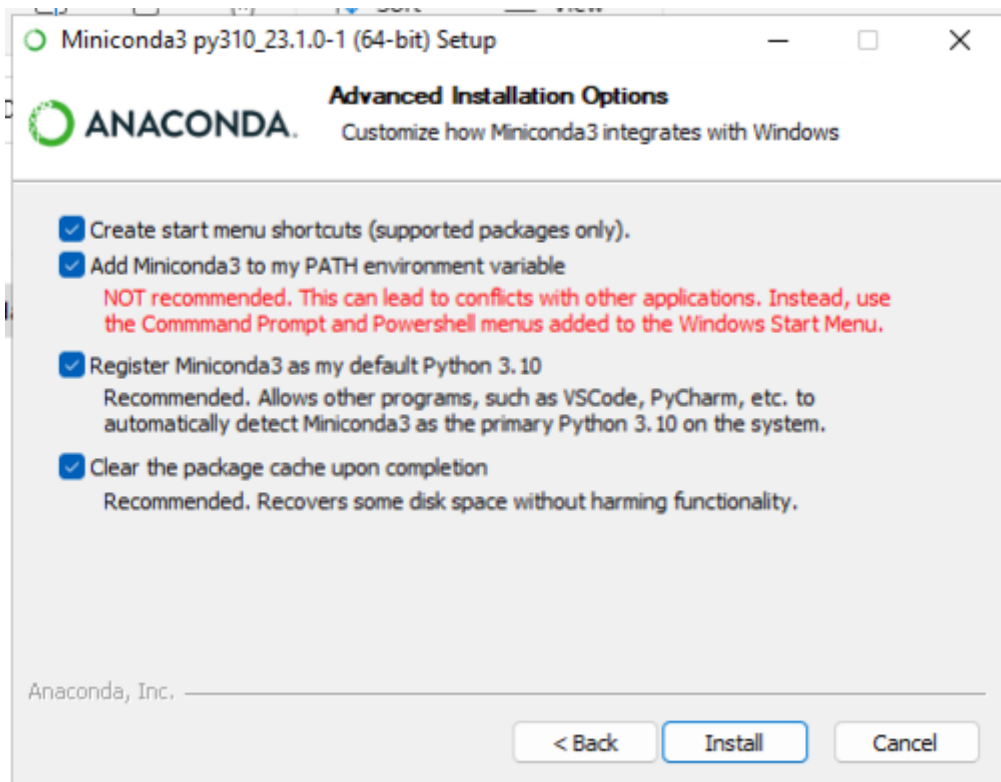 Miniconda3 py310_23.1.0-1 (64-bit) Setup
ANACONDA.
Advanced Installation Options
Customize how Miniconda3 integrates with Windows
Create start menu shortcuts (supported packages only).
Add Miniconda3 to my PATH environment variable
NOT recommended. This can lead to conflicts with other applications. Instead, use
the Commmand Prompt and Powershell menus added to the Windows Start Menu.
Register Miniconda3 as my default Python 3.10
Recommended. Allows other programs, such as VSCode, PyCharm, etc. to
automatically detect Miniconda3 as the primary Python 3.10 on the system.
Clear the package cache upon completion
Recommended. Recovers some disk space without harming functionality.
Anaconda, Inc.
< Back
Install
Cancel